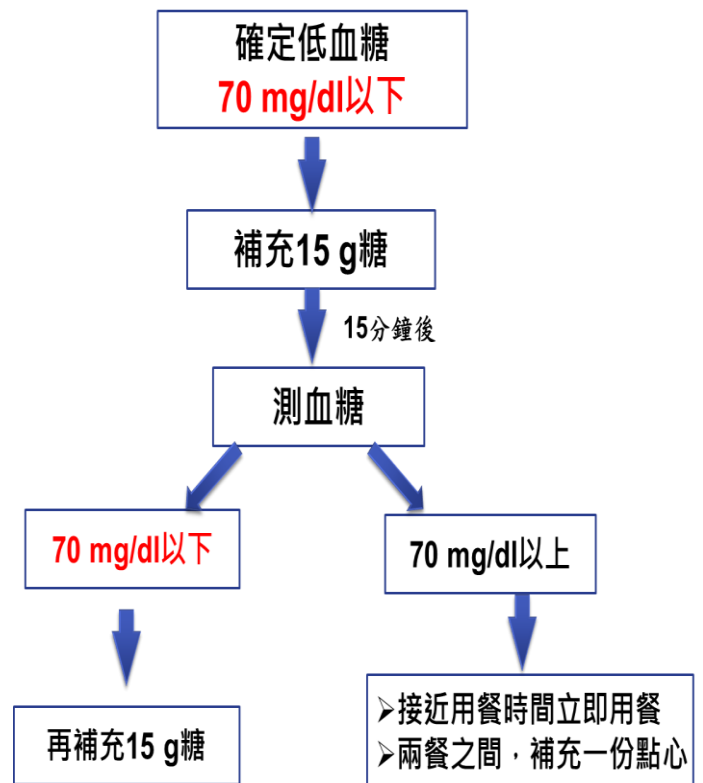 確定低血糖
70 mg/dl以下
補充15 g糖
15分鐘後
測血糖
70 mg/dl以下
70 mg/dl以上
再補充15 g糖
➢接近用餐時間立即用餐
➢兩餐之間，補充一份點心